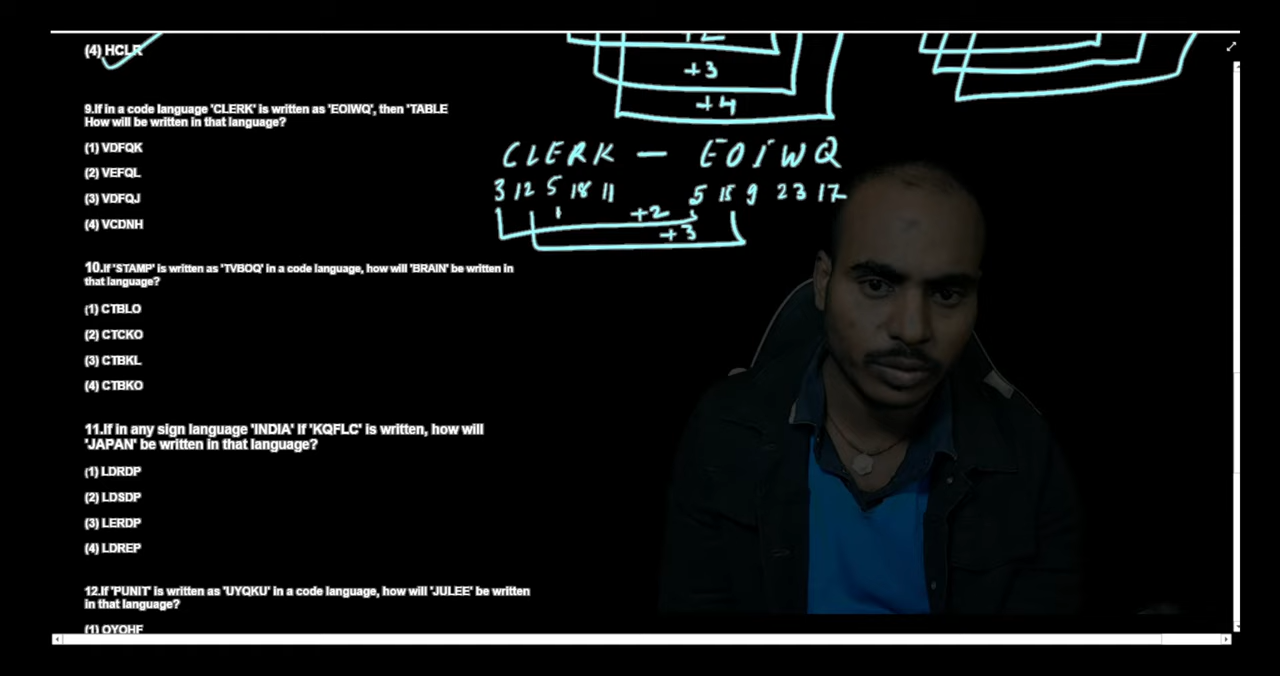 +2
(4) HCLR
+3
+4
9.If in a code language 'CLERK' is written as 'EOIWQ', then 'TABLE
How will be written in that language?
(1) VDFQK
(2) VEFQL
(3) VDFQJ
(4) VCDNH
CLERK — EOIWQ
3 12 5 18 11 5 15 9 23 17
+2
+3
10.If 'STAMP' is written as 'TVBOQ' in a code language, how will 'BRAIN' be written in
that language?
(1) CTBLO
(2) CTCKO
(3) CTBKL
(4) CTBKO
11.If in any sign language 'INDIA' if 'KQFLC' is written, how will
'JAPAN' be written in that language?
(1) LDRDP
(2) LDSDP
(3) LERDP
(4) LDREP
12.If 'PUNIT' is written as 'UYQKU' in a code language, how will 'JULEE' be written
in that language?
(1) OYOHF